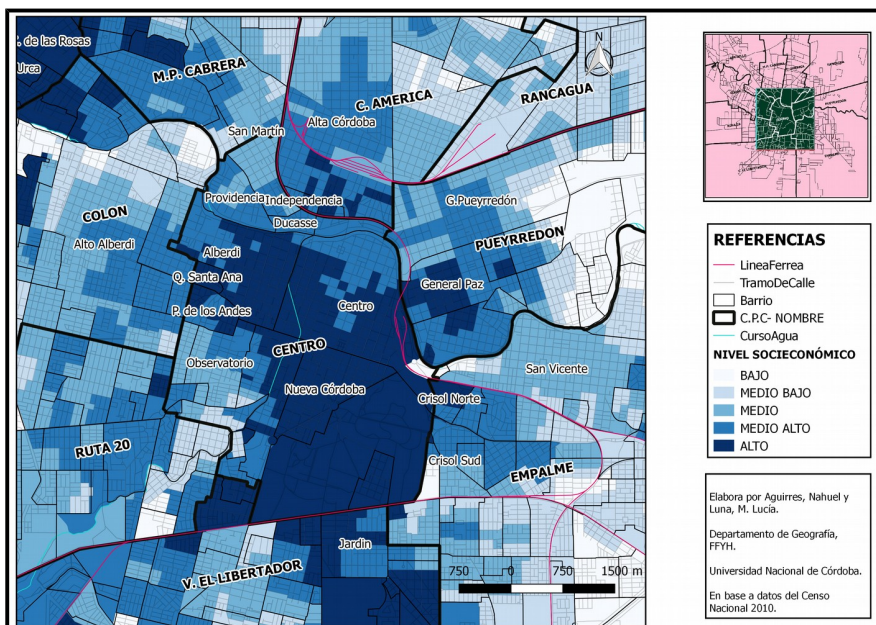 . de las Rosas
Urca
M.P. CABRERA
C. AMERICA
RANCAGUA
N
San Martín
Alta Córdoba
COLON
Providencia
Independencia
Ducasse
G.Pueyrredón
PUEYRREDON
Alto Alberdi
Alberdi
Q. Santa Ana
General Paz
P. de los Andes
Centro
CENTRO
Observatorio
San Vicente
Nueva Córdoba
Crisol Norte
RUTA 20
Crisol Sud
EMPALME
Jardin
V. EL LIBERTADOR
750 0 750 1500 m
REFERENCIAS
LineaFerrea
TramoDeCalle
Barrio
C.P.C- NOMBRE
CursoAgua
NIVEL SOCIECONÓMICO
BAJO
MEDIO BAJO
MEDIO
MEDIO ALTO
ALTO
Elabora por Aguirres, Nahuel y
Luna, M. Lucía.
Departamento de Geografía,
FFYH.
Universidad Nacional de Córdoba.
En base a datos del Censo
Nacional 2010.